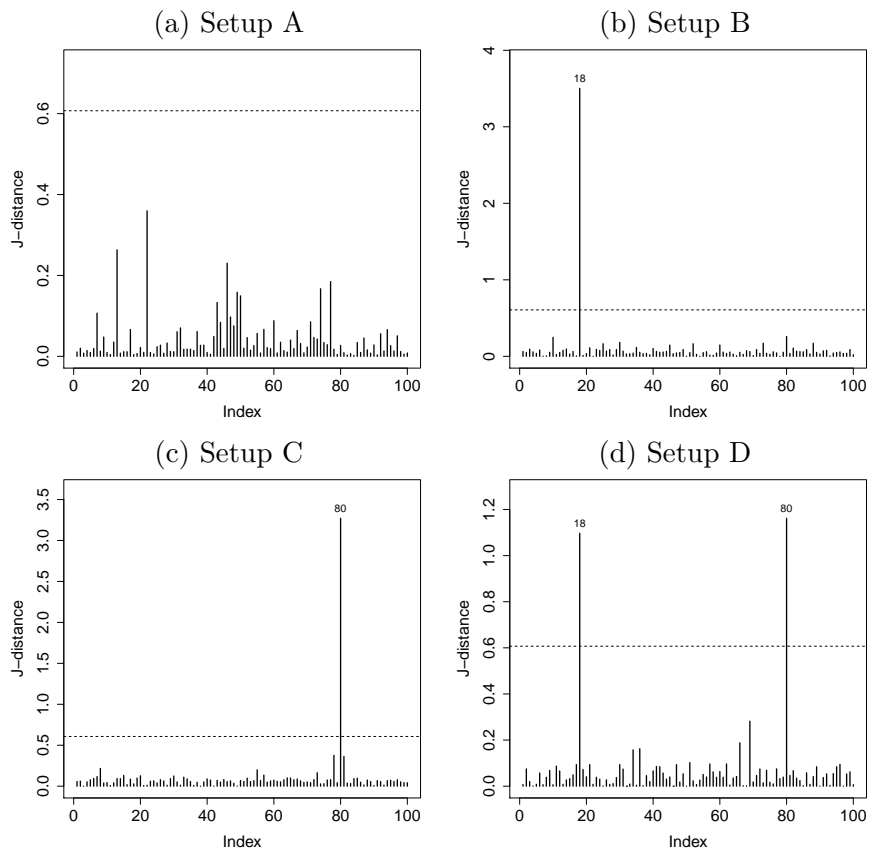 (a) Setup A
0.0 0.2 0.4 0.6
J−distance
0 20 40 60 80 100
Index
(b) Setup B
18
0 1 2 3 4
J−distance
0 20 40 60 80 100
Index
(c) Setup C
80
0.0 0.5 1.0 1.5 2.0 2.5 3.0 3.5
J−distance
0 20 40 60 80 100
Index
(d) Setup D
18
80
0.0 0.2 0.4 0.6 0.8 1.0 1.2
J−distance
0 20 40 60 80 100
Index